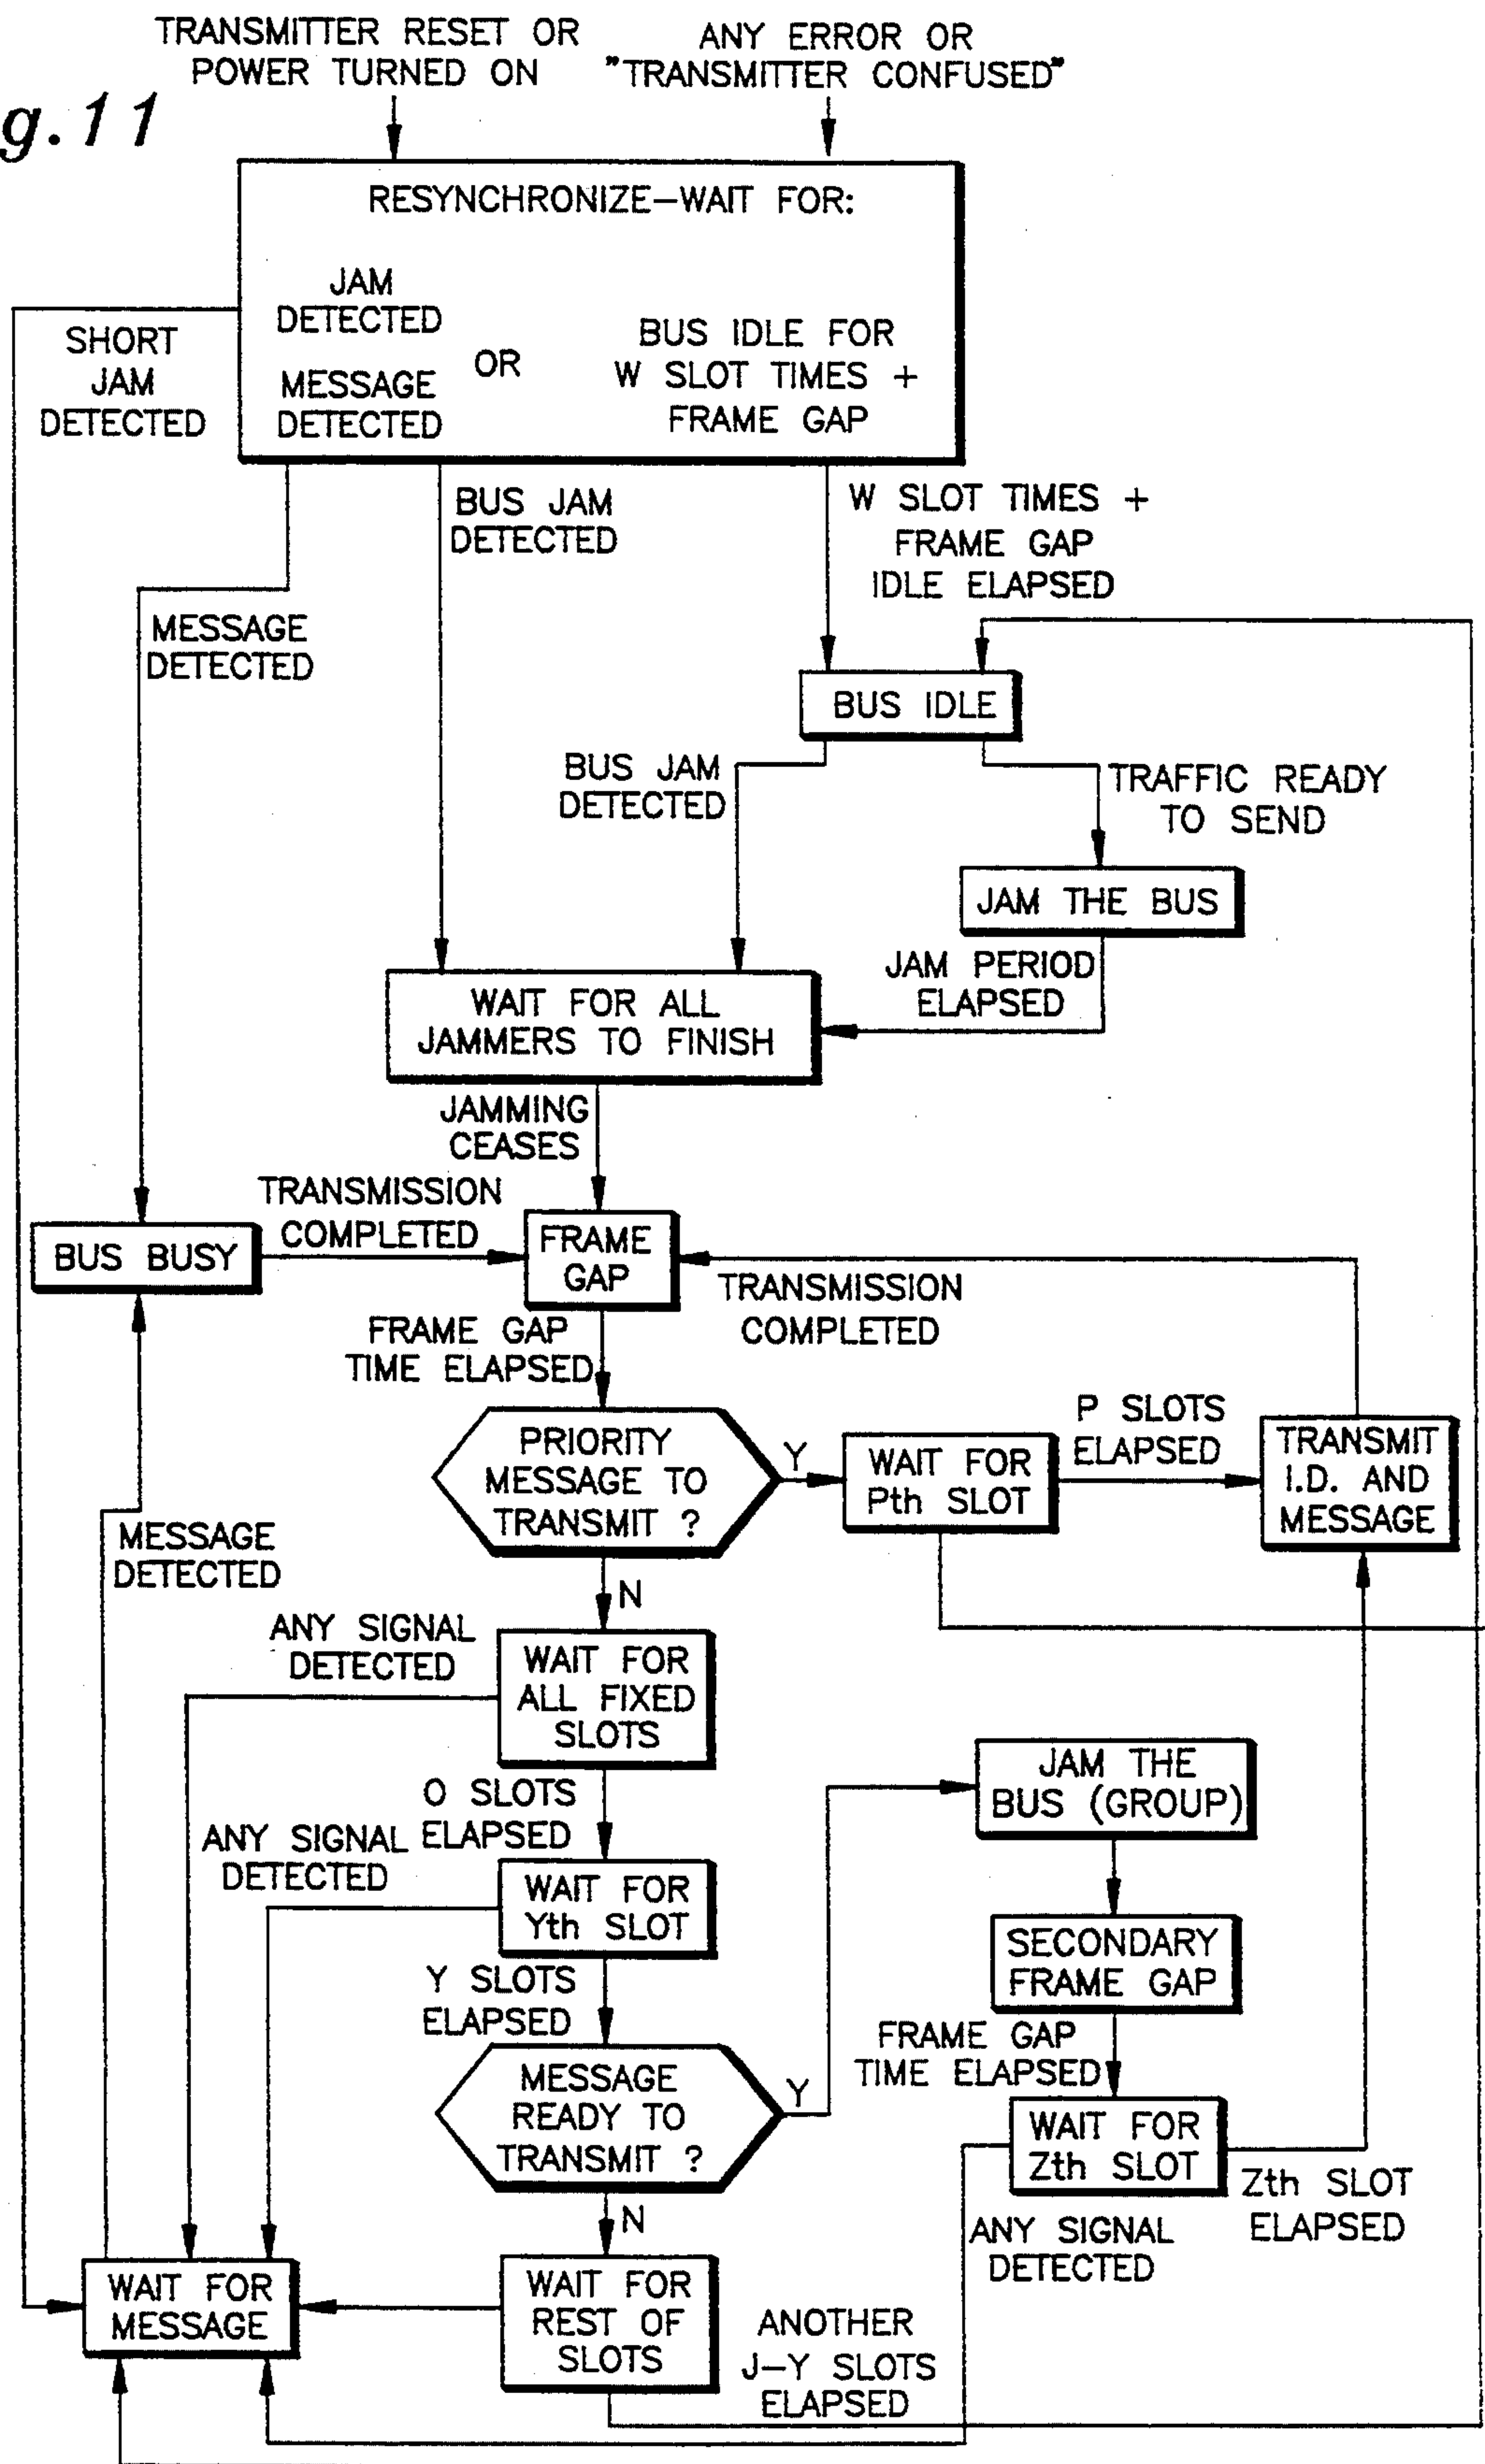 TRANSMITTER RESET OR
POWER TURNED ON
ANY ERROR OR
"TRANSMITTER CONFUSED"
g.11
RESYNCHRONIZE-WAIT FOR:
JAM
DETECTED
OR
MESSAGE
DETECTED
BUS IDLE FOR
W SLOT TIMES +
FRAME GAP
SHORT
JAM
DETECTED
BUS JAM
DETECTED
W SLOT TIMES +
FRAME GAP
IDLE ELAPSED
MESSAGE
DETECTED
BUS IDLE
BUS JAM
DETECTED
TRAFFIC READY
TO SEND
JAM THE BUS
JAM PERIOD
ELAPSED
WAIT FOR ALL
JAMMERS TO FINISH
JAMMING
CEASES
BUS BUSY
TRANSMISSION
COMPLETED
FRAME
GAP
TRANSMISSION
COMPLETED
FRAME GAP
TIME ELAPSED
PRIORITY
MESSAGE TO
TRANSMIT ?
Y
WAIT FOR
Pth SLOT
P SLOTS
ELAPSED
TRANSMIT
I.D. AND
MESSAGE
MESSAGE
DETECTED
N
ANY SIGNAL
DETECTED
WAIT FOR
ALL FIXED
SLOTS
O SLOTS
ELAPSED
JAM THE
BUS (GROUP)
ANY SIGNAL
DETECTED
WAIT FOR
Yth SLOT
SECONDARY
FRAME GAP
Y SLOTS
ELAPSED
FRAME GAP
TIME ELAPSED
MESSAGE
READY TO
TRANSMIT ?
Y
WAIT FOR
Zth SLOT
Zth SLOT
ELAPSED
N
ANY SIGNAL
DETECTED
WAIT FOR
MESSAGE
WAIT FOR
REST OF
SLOTS
ANOTHER
J-Y SLOTS
ELAPSED